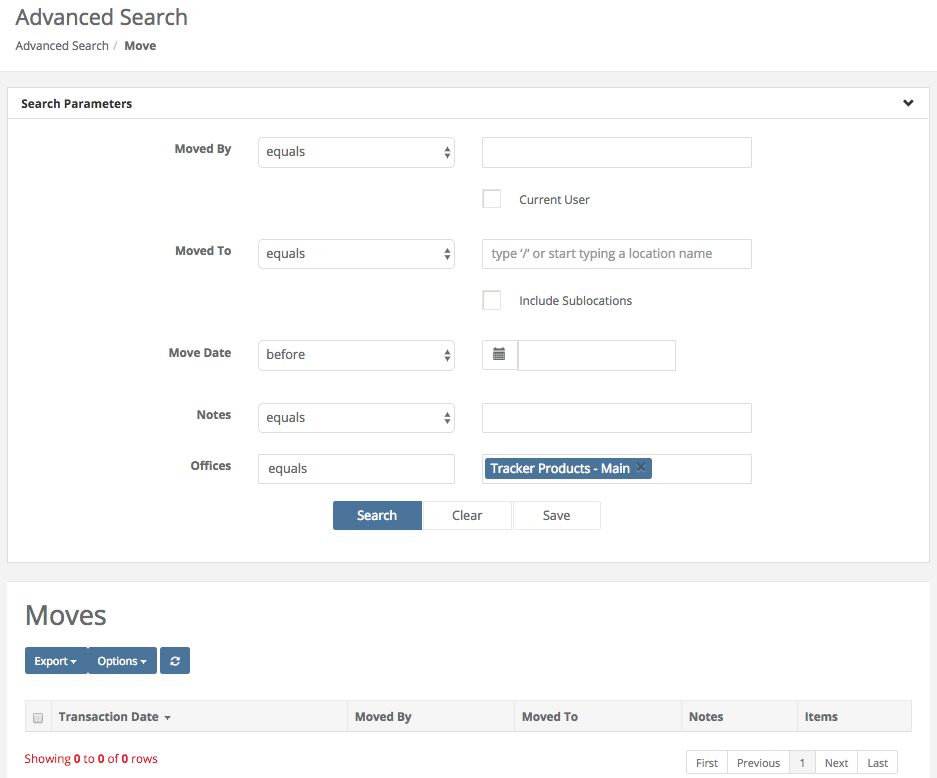 Advanced Search
Advanced Search / Move
Search Parameters
Moved By equals
Current User
Moved To equals type ‘/’ or start typing a location name
Include Sublocations
Move Date before
Notes equals
Offices equals Tracker Products - Main
Search Clear Save
Moves
Export Options
Transaction Date Moved By Moved To Notes Items
Showing 0 to 0 of 0 rows First Previous 1 Next Last